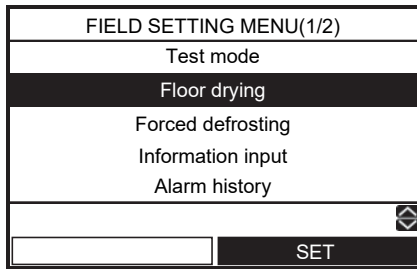 FIELD SETTING MENU(1/2)
Test mode
Floor drying
Forced defrosting
Information input
Alarm history
SET